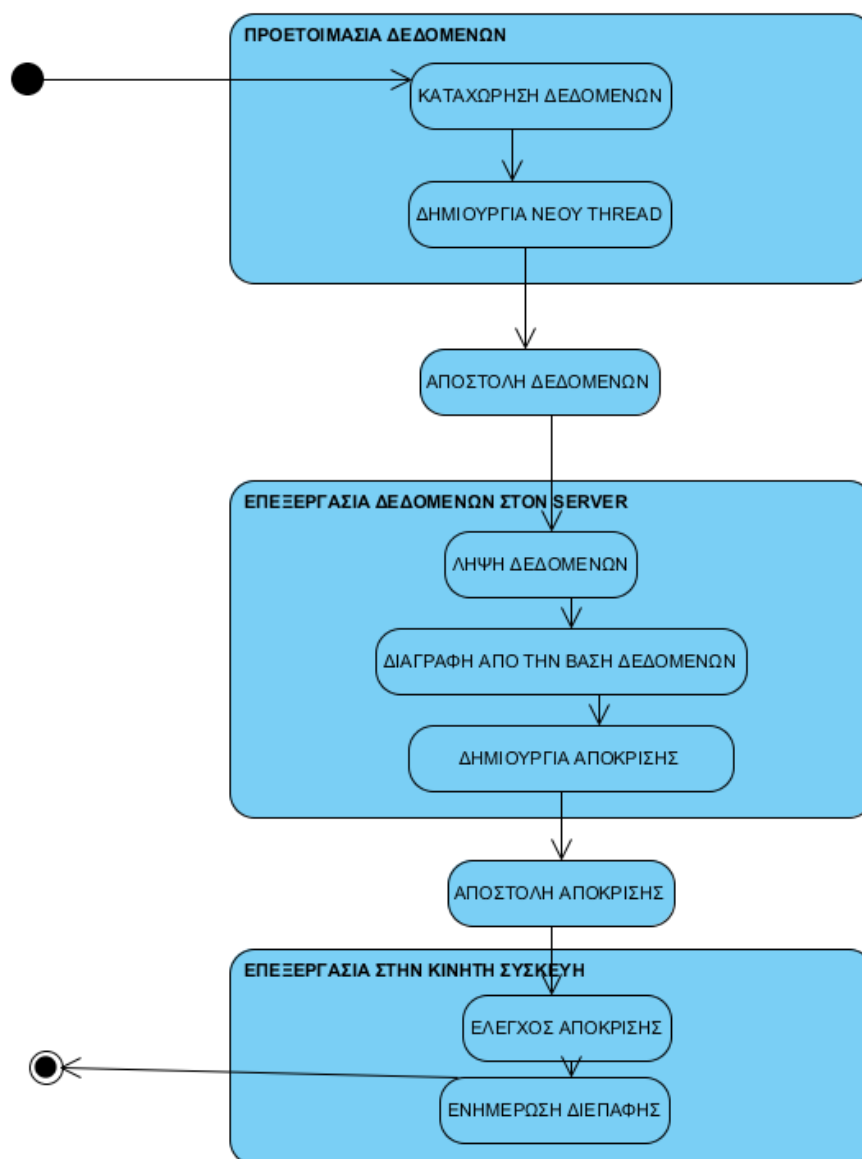 ΠΡΟΕΤΟΙΜΑΣΙΑ ΔΕΔΟΜΕΝΩΝ
ΚΑΤΑΧΩΡΗΣΗ ΔΕΔΟΜΕΝΩΝ
ΔΗΜΙΟΥΡΓΙΑ ΝΕΟΥ THREAD
ΑΠΟΣΤΟΛΗ ΔΕΔΟΜΕΝΩΝ
ΕΠΕΞΕΡΓΑΣΙΑ ΔΕΔΟΜΕΝΩΝ ΣΤΟΝ SERVER
ΛΗΨΗ ΔΕΔΟΜΕΝΩΝ
ΔΙΑΓΡΑΦΗ ΑΠΟ ΤΗΝ ΒΑΣΗ ΔΕΔΟΜΕΝΩΝ
ΔΗΜΙΟΥΡΓΙΑ ΑΠΟΚΡΙΣΗΣ
ΑΠΟΣΤΟΛΗ ΑΠΟΚΡΙΣΗΣ
ΕΠΕΞΕΡΓΑΣΙΑ ΣΤΗΝ ΚΙΝΗΤΗ ΣΥΣΚΕΥΗ
ΕΛΕΓΧΟΣ ΑΠΟΚΡΙΣΗΣ
ΕΝΗΜΕΡΩΣΗ ΔΙΕΠΑΦΗΣ